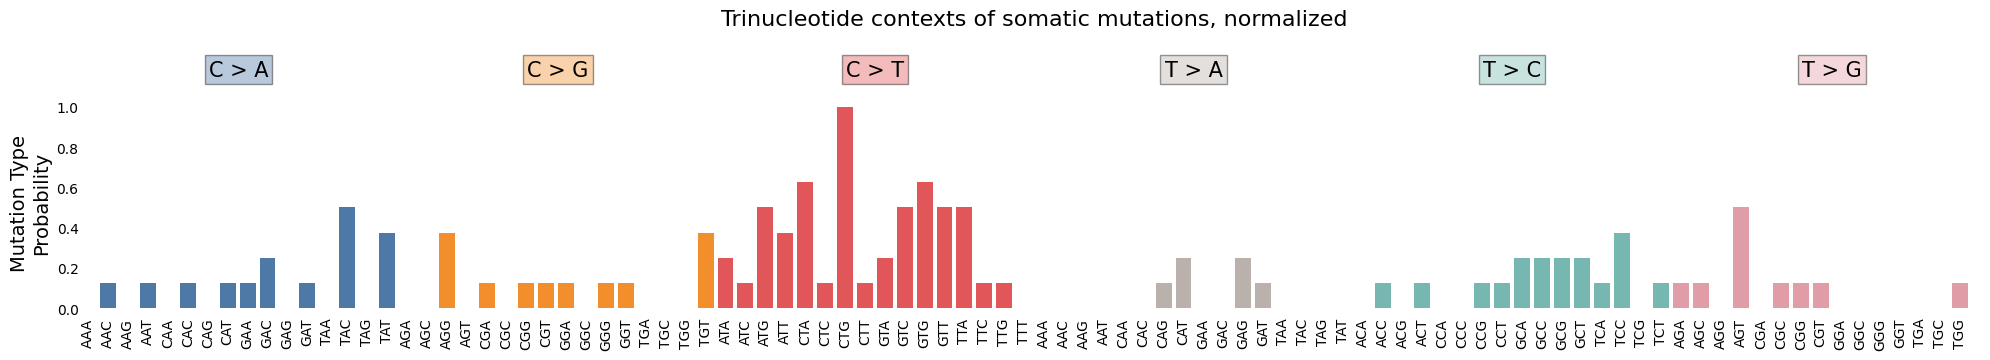 Trinucleotide contexts of somatic mutations, normalized
C > A
C > G
C > T
T > A
T > C
T > G
Mutation Type
Probability
1.0
0.8
0.6
0.4
0.2
0.0
AAA
AAC
AAG
AAT
CAA
CAC
CAG
CAT
GAA
GAC
GAG
GAT
TAA
TAC
TAG
TAT
AGA
AGC
AGG
AGT
CGA
CGC
CGG
CGT
GGA
GGC
GGG
GGT
TGA
TGC
TGG
TGT
ATA
ATC
ATG
ATT
CTA
CTC
CTG
CTT
GTA
GTC
GTG
GTT
TTA
TTC
TTG
TTT
AAA
AAC
AAG
AAT
CAA
CAC
CAG
CAT
GAA
GAC
GAG
GAT
TAA
TAC
TAG
TAT
ACA
ACC
ACG
ACT
CCA
CCC
CCG
CCT
GCA
GCC
GCG
GCT
TCA
TCC
TCG
TCT
AGA
AGC
AGG
AGT
CGA
CGC
CGG
CGT
GGA
GGC
GGG
GGT
TGA
TGC
TGG